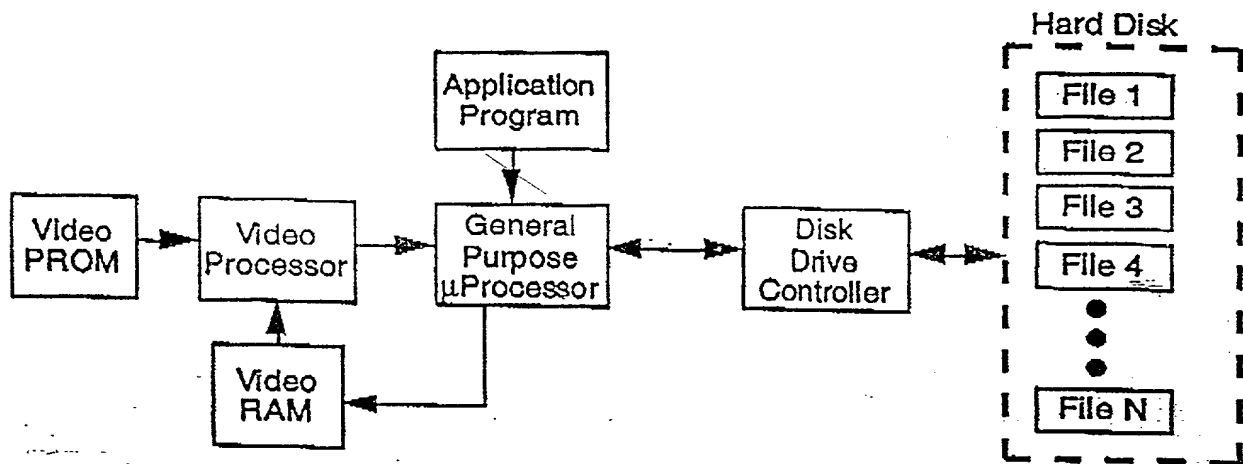 Hard Disk
Application
Program
File 1
File 2
File 3
File 4
File N
Video
PROM
Video
Processor
General
Purpose
µProcessor
Disk
Drive
Controller
Video
RAM